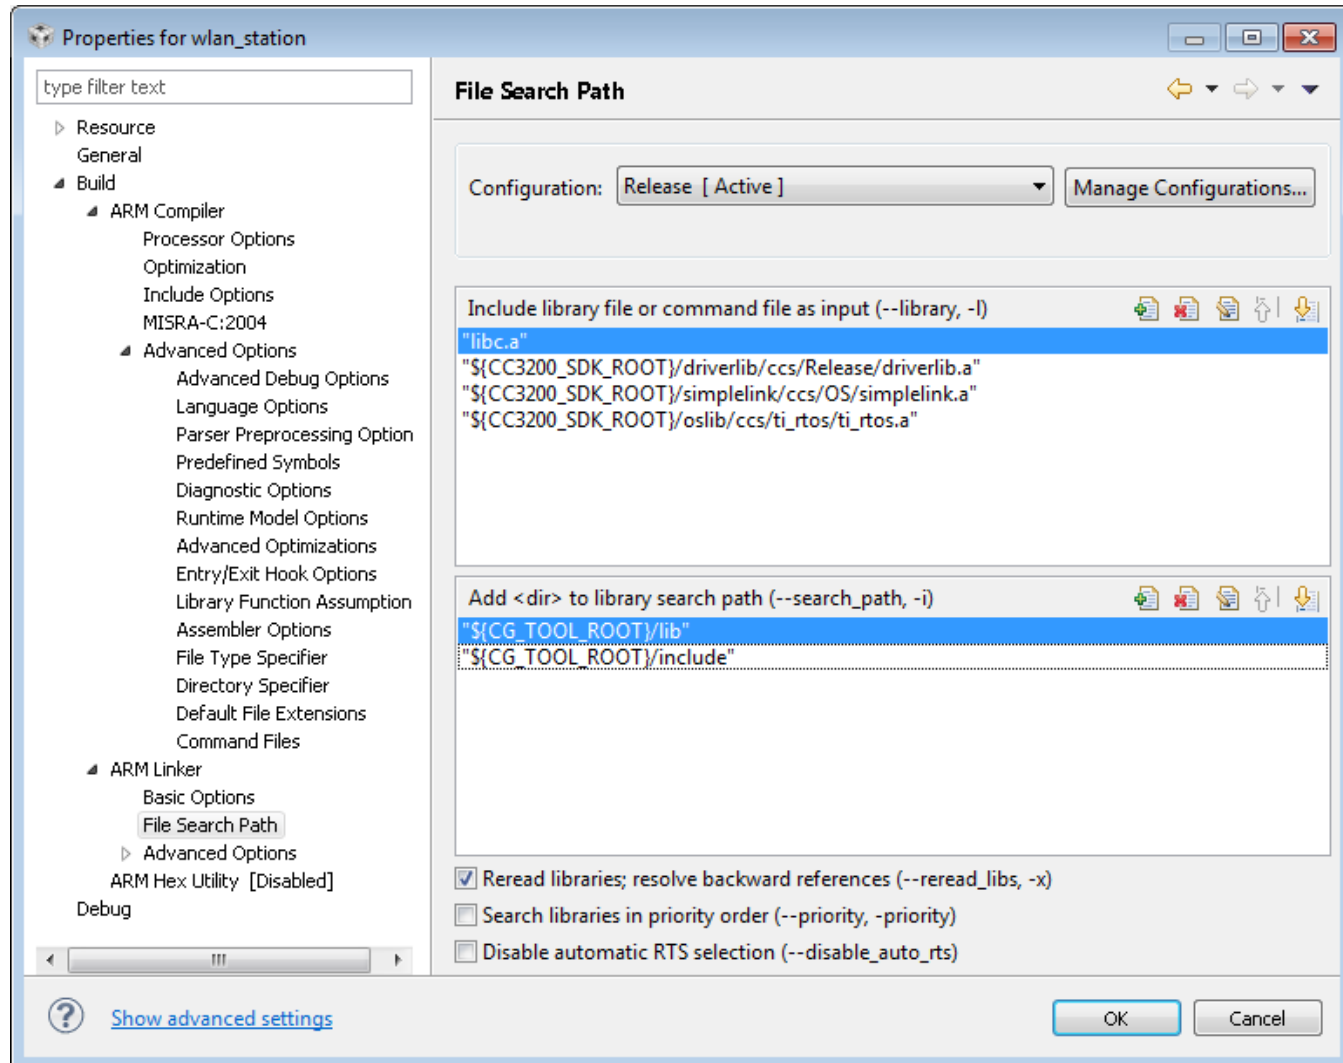 Properties for wlan_station
type filter text
Resource
General
Build
ARM Compiler
Processor Options
Optimization
Include Options
MISRA-C:2004
Advanced Options
Advanced Debug Options
Language Options
Parser Preprocessing Option
Predefined Symbols
Diagnostic Options
Runtime Model Options
Advanced Optimizations
Entry/Exit Hook Options
Library Function Assumption
Assembler Options
File Type Specifier
Directory Specifier
Default File Extensions
Command Files
ARM Linker
Basic Options
File Search Path
Advanced Options
ARM Hex Utility [Disabled]
Debug
File Search Path
Configuration: Release [ Active ] Manage Configurations...
Include library file or command file as input (--library, -l)
"libc.a"
"${CC3200_SDK_ROOT}/driverlib/ccs/Release/driverlib.a"
"${CC3200_SDK_ROOT}/simplelink/ccs/OS/simplelink.a"
"${CC3200_SDK_ROOT}/oslib/ccs/ti_rtos/ti_rtos.a"
Add <dir> to library search path (--search_path, -i)
"${CG_TOOL_ROOT}/lib"
"${CG_TOOL_ROOT}/include"
Reread libraries; resolve backward references (--reread_libs, -x)
Search libraries in priority order (--priority, -priority)
Disable automatic RTS selection (--disable_auto_rts)
Show advanced settings
OK Cancel